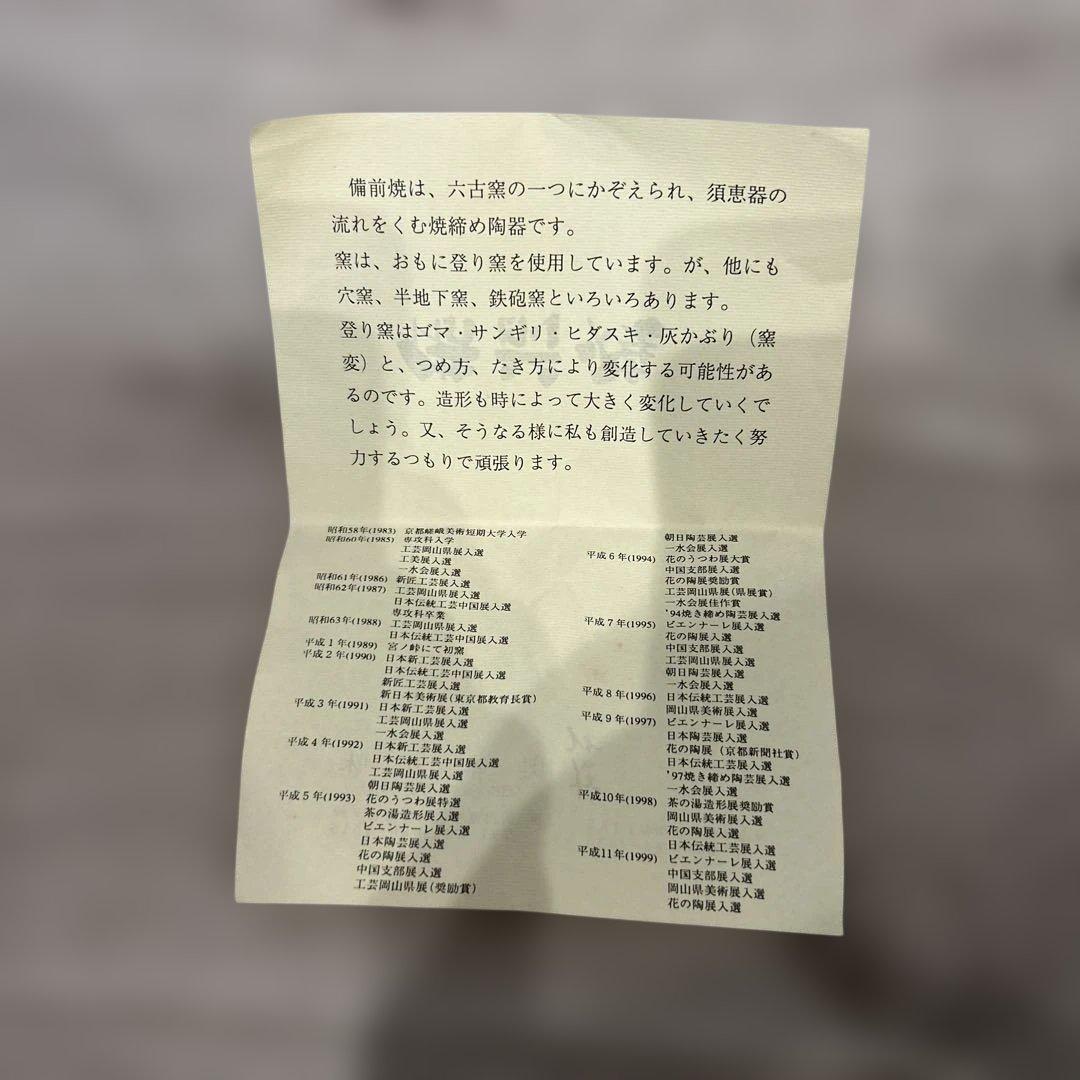 備前焼は、六古窯の一つにかぞえられ、須恵器の
流れをくむ焼締め陶器です。
窯は、おもに登り窯を使用しています。が、他にも
穴窯、半地下窯、鉄砲窯といろいろあります。
登り窯はゴマ・サンギリ・ヒダスキ・灰かぶり（窯
変）と、つめ方、たき方により変化する可能性があ
るのです。造形も時によって大きく変化していくで
しょう。又、そうなる様に私も創造していきたく努
力するつもりで頑張ります。
昭和58年(1983) 京都嵯峨美術短期大学入学
昭和60年(1985) 専攻科入学
工芸岡山県展入選
工美展入選
一水会展入選
昭和61年(1986) 新匠工芸展入選
昭和62年(1987) 工芸岡山県展入選
日本伝統工芸中国展入選
専攻科卒業
昭和63年(1988) 工芸岡山県展入選
日本伝統工芸中国展入選
平成1年(1989) 宮ノ峠にて初窯
平成2年(1990) 日本新工芸展入選
日本伝統工芸中国展入選
新匠工芸展入選
新日本美術展(東京都教育長賞)
平成3年(1991) 日本新工芸展入選
工芸岡山県展入選
一水会展入選
平成4年(1992) 日本新工芸展入選
日本伝統工芸中国展入選
工芸岡山県展入選
朝日陶芸展入選
平成5年(1993) 花のうつわ展特選
茶の湯造形展入選
ビエンナーレ展入選
日本陶芸展入選
花の陶展入選
中国支部展入選
工芸岡山県展(奨励賞)
朝日陶芸展入選
一水会展入選
平成6年(1994) 花のうつわ展大賞
中国支部展入選
花の陶展奨励賞
工芸岡山県展(県展賞)
一水会展佳作賞
'94焼き締め陶芸展入選
平成7年(1995) ビエンナーレ展入選
花の陶展入選
中国支部展入選
工芸岡山県展入選
朝日陶芸展入選
一水会展入選
平成8年(1996) 日本伝統工芸展入選
岡山県美術展入選
平成9年(1997) ビエンナーレ展入選
日本陶芸展入選
花の陶展（京都新聞社賞）
日本伝統工芸展入選
'97焼き締め陶芸展入選
一水会展入選
平成10年(1998) 茶の湯造形展奨励賞
岡山県美術展入選
花の陶展入選
日本伝統工芸展入選
平成11年(1999) ビエンナーレ展入選
中国支部展入選
岡山県美術展入選
花の陶展入選